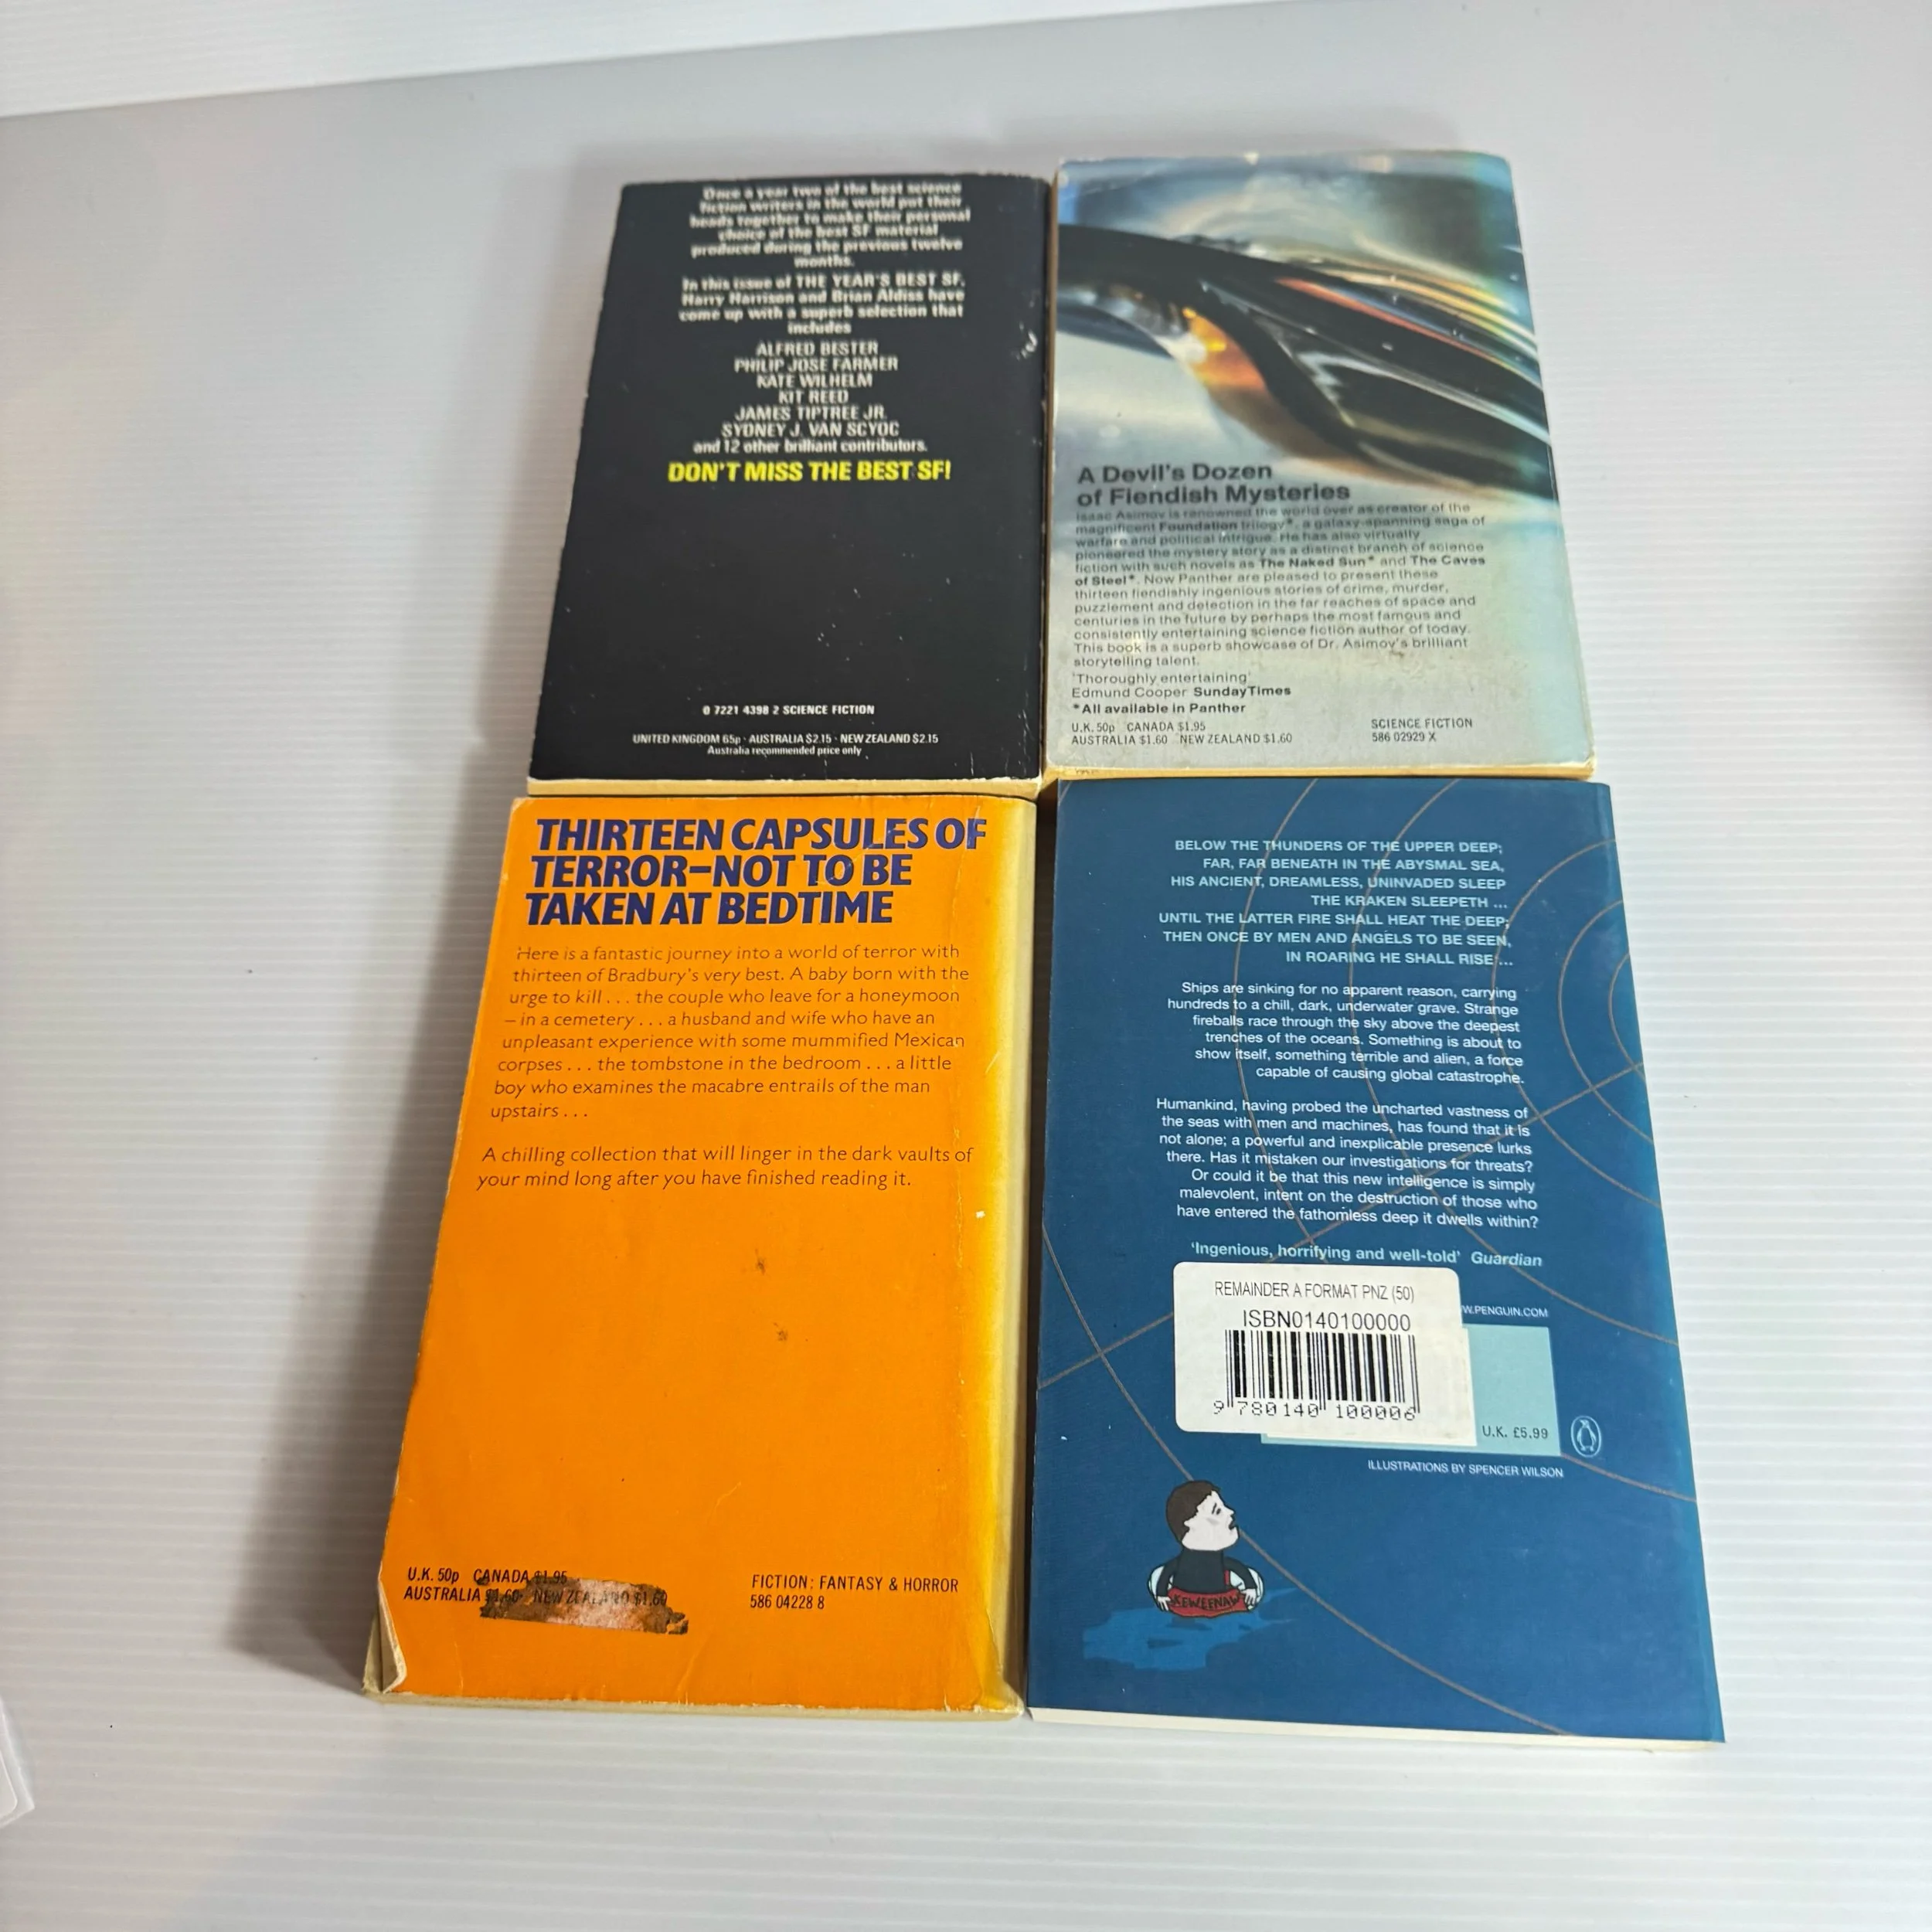 Once a year two of the best science
fiction writers in the world put their
heads together to make their personal
choice of the best SF material
produced during the previous twelve
months.
In this issue of THE YEAR'S BEST SF.
Harry Harrison and Brian Aldiss have
come up with a superb selection that
includes
ALFRED BESTER
PHILIP JOSE FARMER
KATE WILHELM
KIT REED
JAMES TIPTREE JR.
SYDNEY J. VAN SCYOC
and 12 other brilliant contributors.
DON'T MISS THE BEST SF!
0 7221 4398 2 SCIENCE FICTION
UNITED KINGDOM 65p · AUSTRALIA $2.15 · NEW ZEALAND $2.15
Australia recommended price only
A Devil's Dozen
of Fiendish Mysteries
Isaac Asimov is renowned the world over as creator of the
magnificent Foundation trilogy*, a galaxy-spanning saga of
warfare and political intrigue. He has also virtually
pioneered the mystery story as a distinct branch of science
fiction with such novels as The Naked Sun* and The Caves
of Steel*. Now Panther are pleased to present these
thirteen fiendishly ingenious stories of crime, murder,
puzzlement and detection in the far reaches of space and
centuries in the future by perhaps the most famous and
consistently entertaining science fiction author of today.
This book is a superb showcase of Dr. Asimov's brilliant
storytelling talent.
'Thoroughly entertaining'
Edmund Cooper SundayTimes
*All available in Panther
U.K. 50p CANADA $1.95
AUSTRALIA $1.60 NEW ZEALAND $1.60
SCIENCE FICTION
586 02929 X
THIRTEEN CAPSULES OF
TERROR–NOT TO BE
TAKEN AT BEDTIME
Here is a fantastic journey into a world of terror with
thirteen of Bradbury's very best. A baby born with the
urge to kill . . . the couple who leave for a honeymoon
– in a cemetery . . . a husband and wife who have an
unpleasant experience with some mummified Mexican
corpses . . . the tombstone in the bedroom . . . a little
boy who examines the macabre entrails of the man
upstairs . . .
A chilling collection that will linger in the dark vaults of
your mind long after you have finished reading it.
U.K. 50p CANADA $1.95
AUSTRALIA $1.60 NEW ZEALAND $1.60
FICTION: FANTASY & HORROR
586 04228 8
BELOW THE THUNDERS OF THE UPPER DEEP;
FAR, FAR BENEATH IN THE ABYSMAL SEA,
HIS ANCIENT, DREAMLESS, UNINVADED SLEEP
THE KRAKEN SLEEPETH ...
UNTIL THE LATTER FIRE SHALL HEAT THE DEEP;
THEN ONCE BY MEN AND ANGELS TO BE SEEN,
IN ROARING HE SHALL RISE ...
Ships are sinking for no apparent reason, carrying
hundreds to a chill, dark, underwater grave. Strange
fireballs race through the sky above the deepest
trenches of the oceans. Something is about to
show itself, something terrible and alien, a force
capable of causing global catastrophe.
Humankind, having probed the uncharted vastness of
the seas with men and machines, has found that it is
not alone; a powerful and inexplicable presence lurks
there. Has it mistaken our investigations for threats?
Or could it be that this new intelligence is simply
malevolent, intent on the destruction of those who
have entered the fathomless deep it dwells within?
'Ingenious, horrifying and well-told' Guardian
REMAINDER A FORMAT PNZ (50)
W.PENGUIN.COM
ISBN0140100000
9 780140 100006
U.K. £5.99
ILLUSTRATIONS BY SPENCER WILSON
KEWEENAW